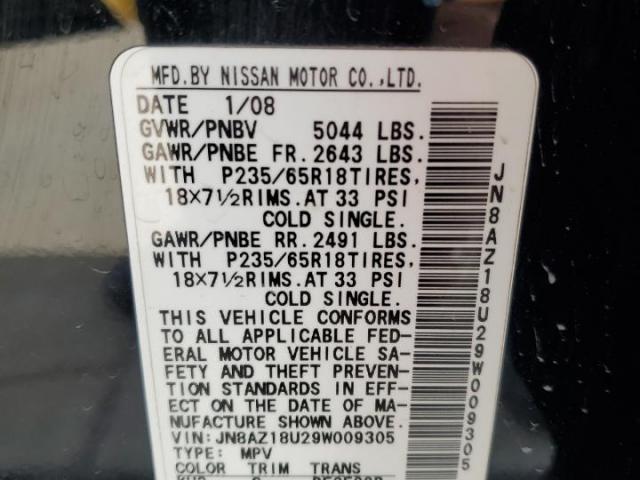 MFD.BY NISSAN MOTOR CO.,LTD.
DATE 1/08
GVWR/PNBV 5044 LBS.
GAWR/PNBE FR.2643 LBS.
WITH P235/65R18TIRES,
18×7½RIMS.AT 33 PSI
COLD SINGLE.
GAWR/PNBE RR.2491 LBS.
WITH P235/65R18TIRES,
18×7½RIMS.AT 33 PSI
COLD SINGLE.
THIS VEHICLE CONFORMS
TO ALL APPLICABLE FED-
ERAL MOTOR VEHICLE SA-
FETY AND THEFT PREVEN-
TION STANDARDS IN EFF-
ECT ON THE DATE OF MA-
NUFACTURE SHOWN ABOVE.
VIN:JN8AZ18U29W009305
TYPE: MPV
COLOR TRIM TRANS
JN8AZ18U29W009305